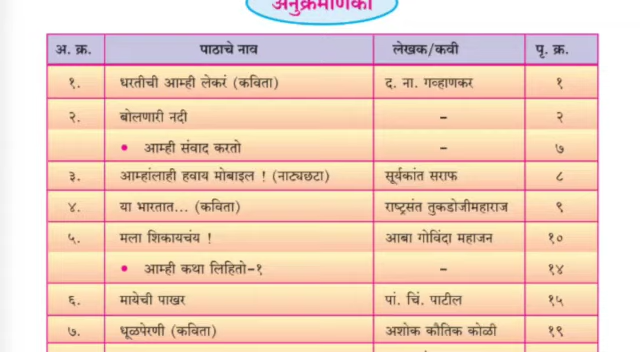 अनुक्रमणिका
अ. क्र. पाठाचे नाव लेखक/कवी पृ. क्र.
१. धरतीची आम्ही लेकरं (कविता) द. ना. गव्हाणकर १
२. बोलणारी नदी – २
• आम्ही संवाद करतो – ७
३. आम्हांलाही हवाय मोबाइल ! (नाट्यछटा) सूर्यकांत सराफ ८
४. या भारतात... (कविता) राष्ट्रसंत तुकडोजीमहाराज ९
५. मला शिकायचंय ! आबा गोविंदा महाजन १०
• आम्ही कथा लिहितो-१ – १४
६. मायेची पाखर पां. चिं. पाटील १५
७. धूळपेरणी (कविता) अशोक कौतिक कोळी १९